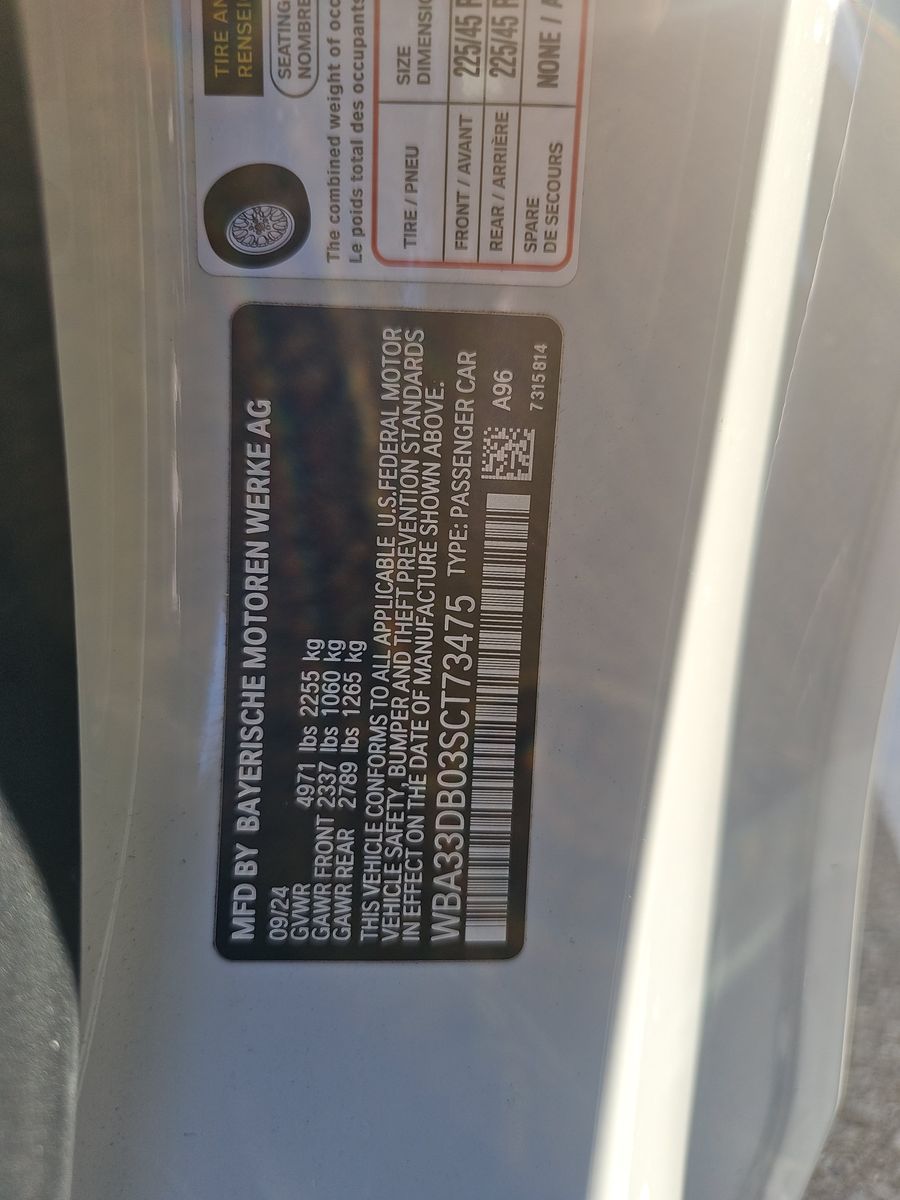 TIRE AN
RENSEI
SEATING
NOMBRE
The combined weight of occ
Le poids total des occupants
TIRE / PNEU SIZE
DIMENSIO
FRONT / AVANT 225/45 R
REAR / ARRIÈRE 225/45 R
SPARE
DE SECOURS NONE / A
MFD BY BAYERISCHE MOTOREN WERKE AG
09/24
GVWR 4971 lbs 2255 kg
GAWR FRONT 2337 lbs 1060 kg
GAWR REAR 2789 lbs 1265 kg
THIS VEHICLE CONFORMS TO ALL APPLICABLE U.S.FEDERAL MOTOR
VEHICLE SAFETY, BUMPER AND THEFT PREVENTION STANDARDS
IN EFFECT ON THE DATE OF MANUFACTURE SHOWN ABOVE.
WBA33DB03SCT73475 TYPE: PASSENGER CAR
A96
7315814